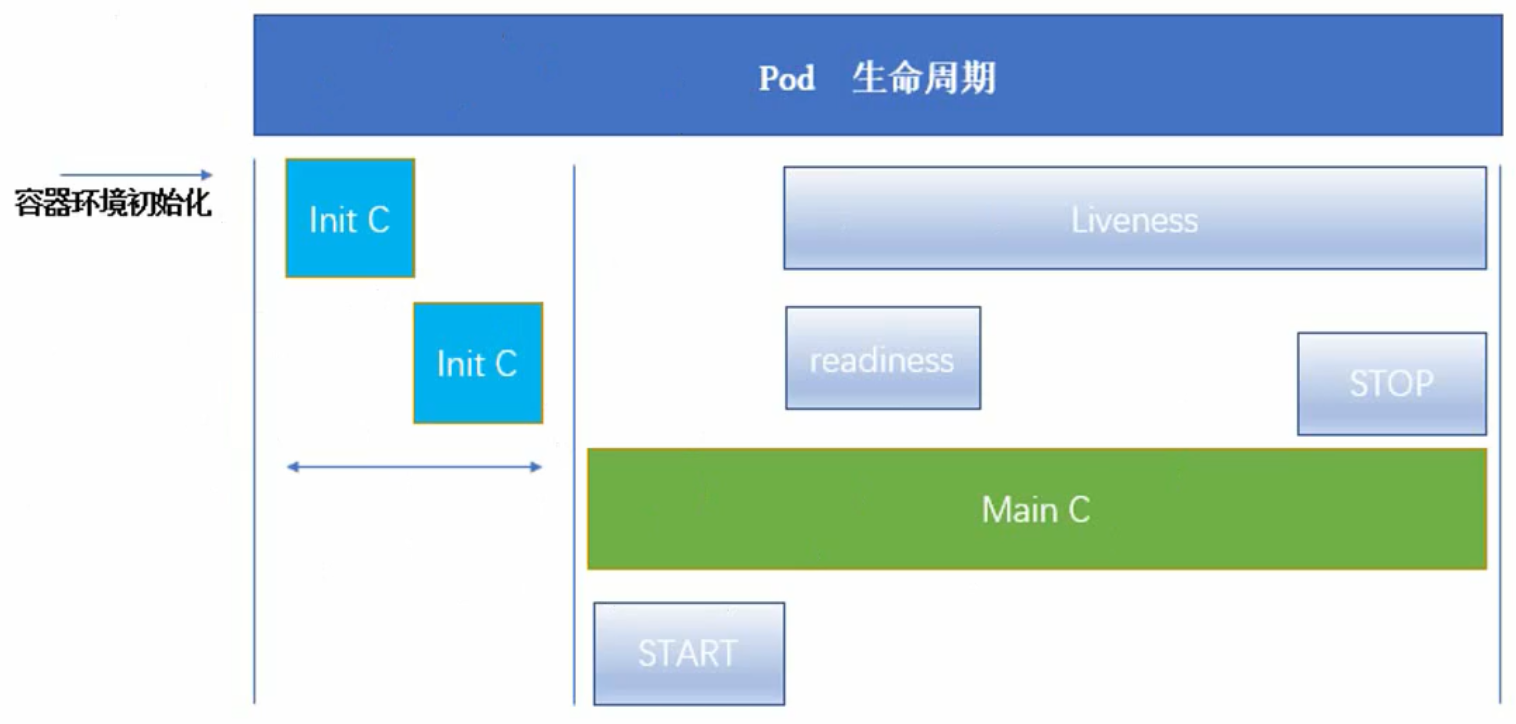 Pod 生命周期
容器环境初始化
Init C
Liveness
Init C
readiness
STOP
Main C
START